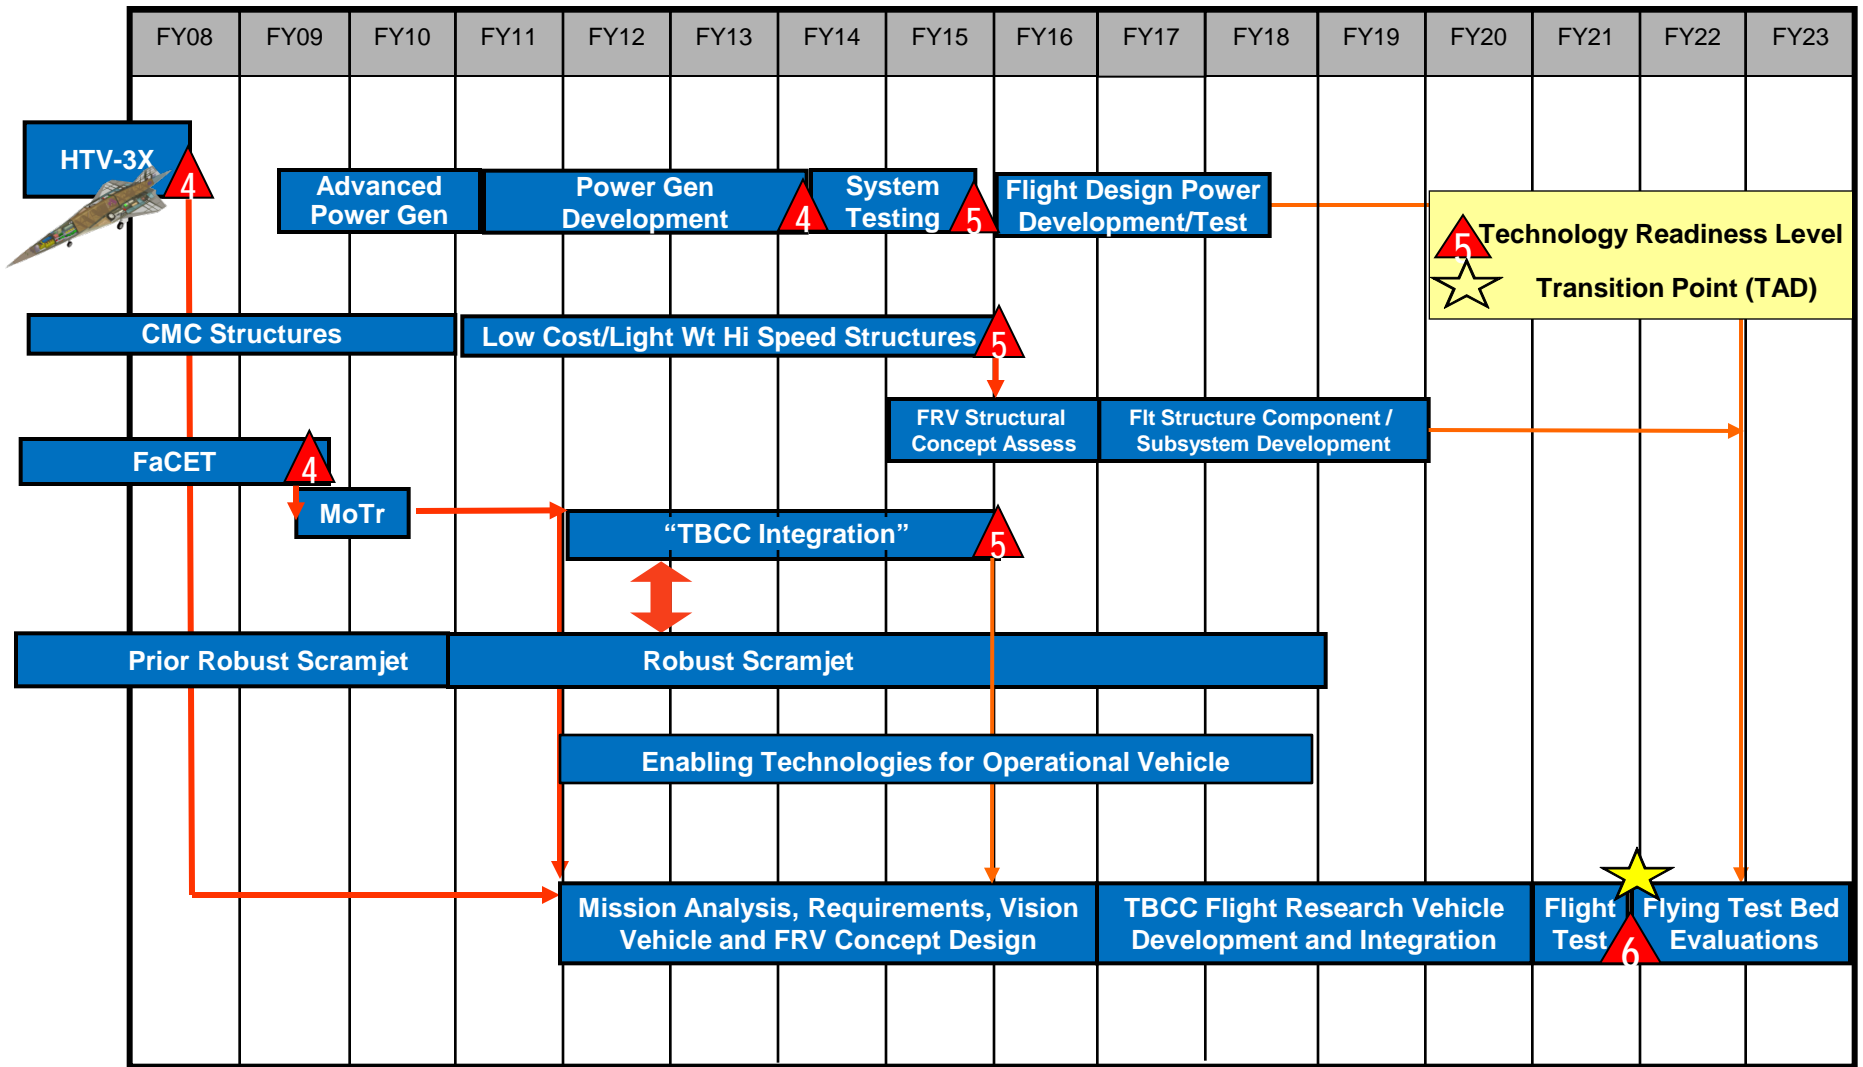 FY08 FY09 FY10 FY11 FY12 FY13 FY14 FY15 FY16 FY17 FY18 FY19 FY20 FY21 FY22 FY23
HTV-3X
4
Advanced
Power Gen
Power Gen
Development
4
System
Testing
5
Flight Design Power
Development/Test
5
Technology Readiness Level
Transition Point (TAD)
CMC Structures
Low Cost/Light Wt Hi Speed Structures
5
FRV Structural
Concept Assess
Flt Structure Component /
Subsystem Development
FaCET
4
MoTr
“TBCC Integration”
5
Prior Robust Scramjet
Robust Scramjet
Enabling Technologies for Operational Vehicle
Mission Analysis, Requirements, Vision
Vehicle and FRV Concept Design
TBCC Flight Research Vehicle
Development and Integration
Flight
Test
6
Flying Test Bed
Evaluations